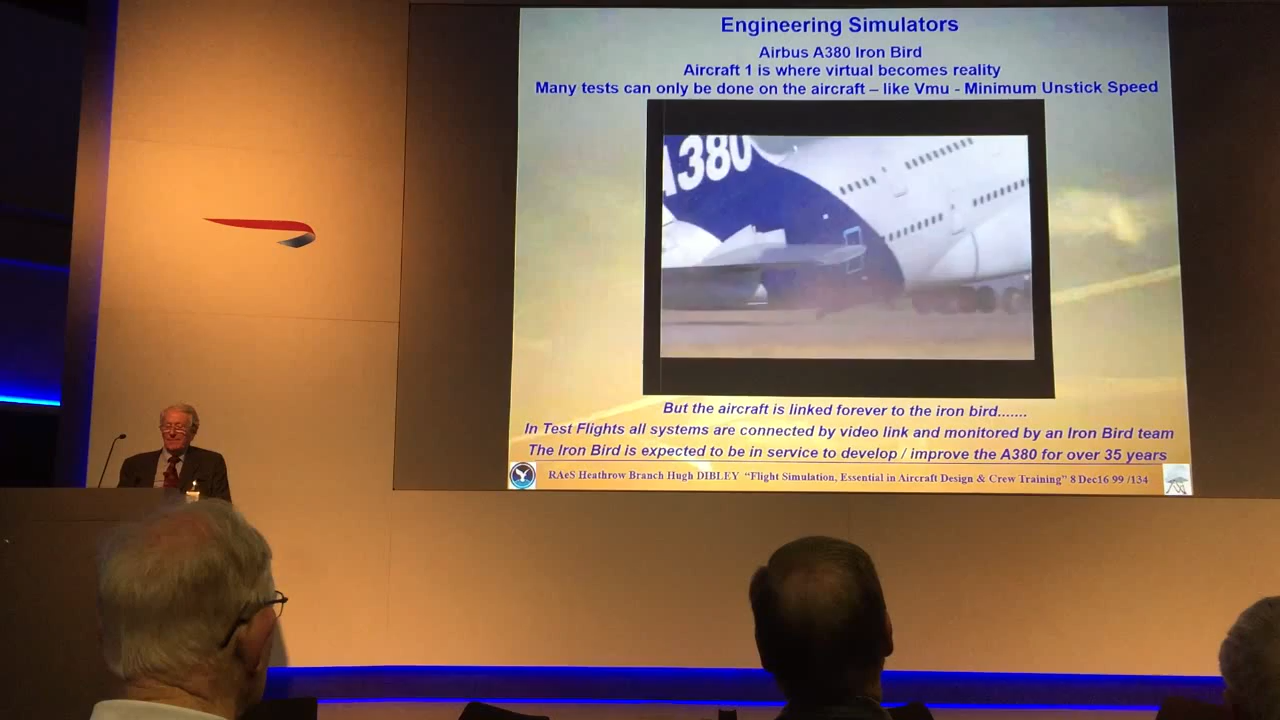 Engineering Simulators
Airbus A380 Iron Bird
Aircraft 1 is where virtual becomes reality
Many tests can only be done on the aircraft – like Vmu - Minimum Unstick Speed
A380
But the aircraft is linked forever to the iron bird.......
In Test Flights all systems are connected by video link and monitored by an Iron Bird team
The Iron Bird is expected to be in service to develop / improve the A380 for over 35 years
RAeS Heathrow Branch Hugh DIBLEY “Flight Simulation, Essential in Aircraft Design & Crew Training” 8 Dec16 99 /134